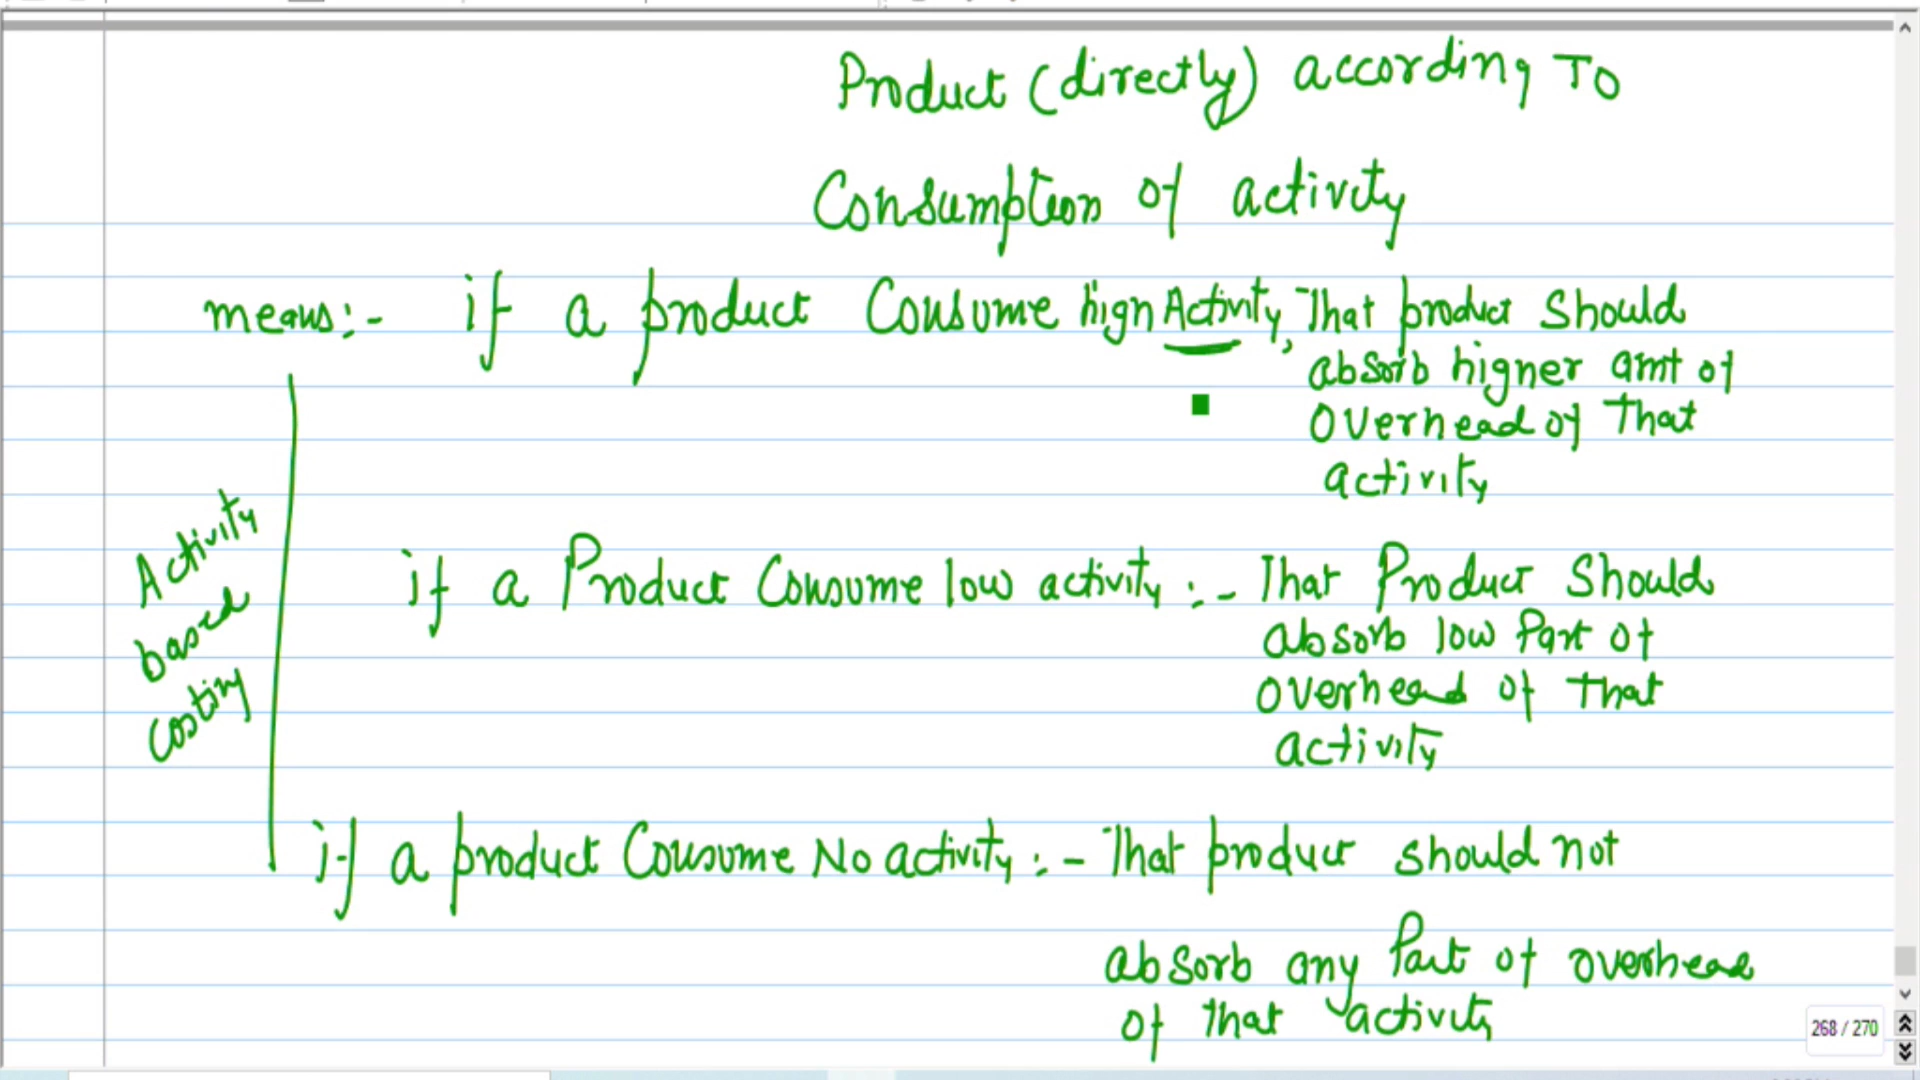 Product (directly) according To
Consumption of activity
means:- if a product Consume high Activity, That product Should
absorb higher amt of
overhead of That
activity
Activity
based
costing
if a Product Consume low activity :- That Product Should
absorb low Part of
overhead of That
activity
if a product Consume No activity :- That product should not
absorb any Part of overhead
of that activity
268 / 270